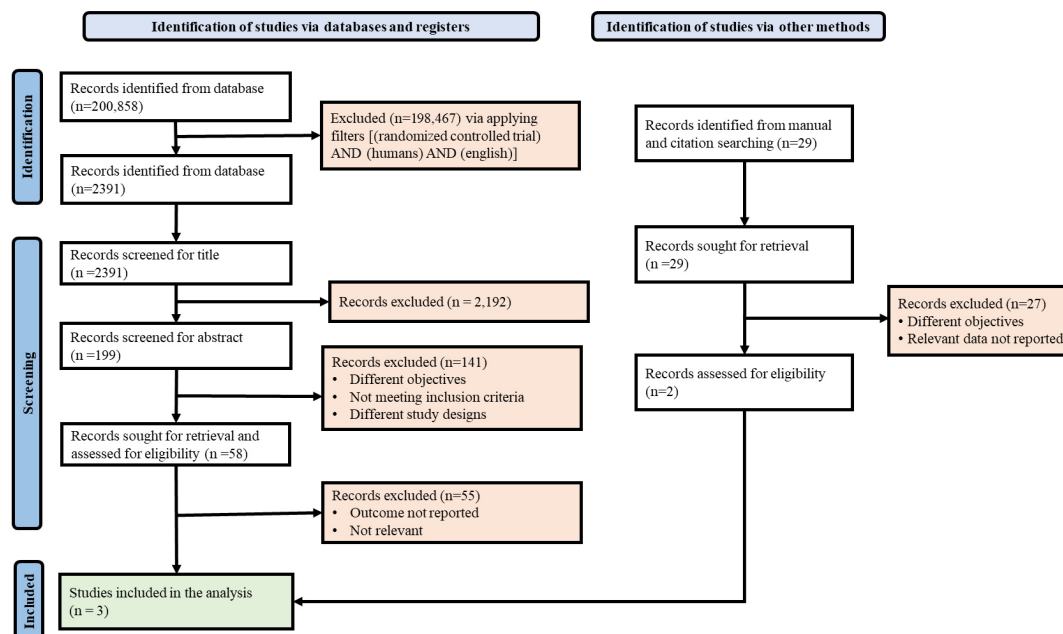 Identification of studies via databases and registers
Identification of studies via other methods
Identification
Records identified from database
(n=200,858)
Excluded (n=198,467) via applying
filters [(randomized controlled trial)
AND (humans) AND (english)]
Records identified from database
(n=2391)
Records identified from manual
and citation searching (n=29)
Screening
Records screened for title
(n =2391)
Records excluded (n = 2,192)
Records screened for abstract
(n =199)
Records excluded (n=141)
• Different objectives
• Not meeting inclusion criteria
• Different study designs
Records sought for retrieval and
assessed for eligibility (n =58)
Records excluded (n=55)
• Outcome not reported
• Not relevant
Records sought for retrieval
(n =29)
Records excluded (n=27)
• Different objectives
• Relevant data not reported
Records assessed for eligibility
(n=2)
Included
Studies included in the analysis
(n = 3)